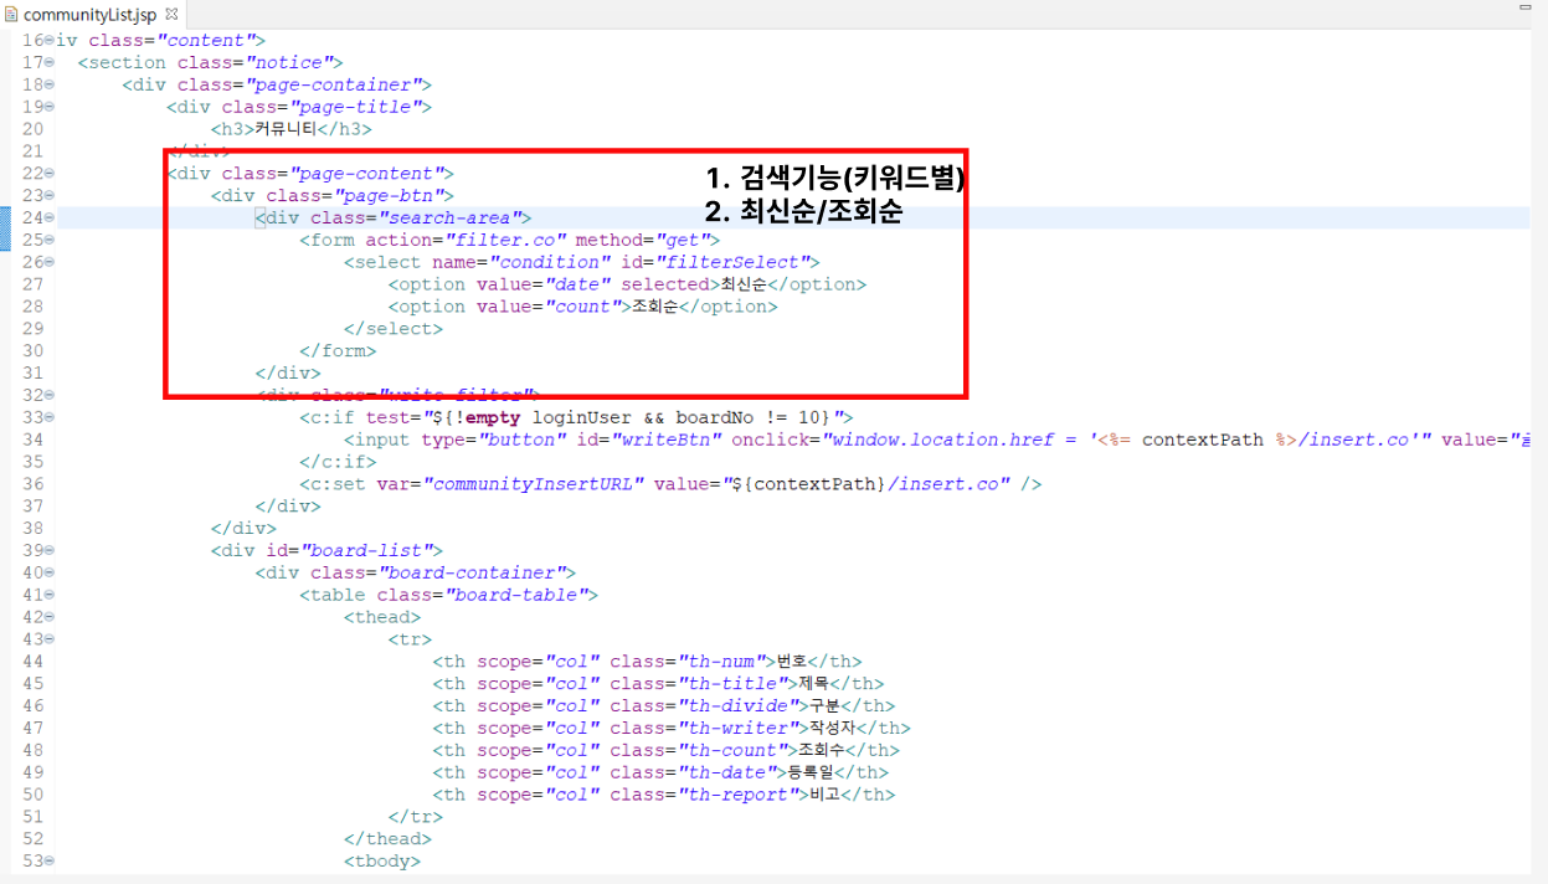 communityList.jsp
16 iv class="content">
17 <section class="notice">
18 <div class="page-container">
19 <div class="page-title">
20 <h3>커뮤니티</h3>
21 </div>
22 <div class="page-content">
1. 검색기능(키워드별)
23 <div class="page-btn">
2. 최신순/조회순
24 <div class="search-area">
25 <form action="filter.co" method="get">
26 <select name="condition" id="filterSelect">
27 <option value="date" selected>최신순</option>
28 <option value="count">조회순</option>
29 </select>
30 </form>
31 </div>
32 <div class="write-filter">
33 <c:if test="${!empty loginUser && boardNo != 10}">
34 <input type="button" id="writeBtn" onclick="window.location.href = '<%= contextPath %>/insert.co'" value="
35 </c:if>
36 <c:set var="communityInsertURL" value="${contextPath}/insert.co" />
37 </div>
38 </div>
39 <div id="board-list">
40 <div class="board-container">
41 <table class="board-table">
42 <thead>
43 <tr>
44 <th scope="col" class="th-num">번호</th>
45 <th scope="col" class="th-title">제목</th>
46 <th scope="col" class="th-divide">구분</th>
47 <th scope="col" class="th-writer">작성자</th>
48 <th scope="col" class="th-count">조회수</th>
49 <th scope="col" class="th-date">등록일</th>
50 <th scope="col" class="th-report">비고</th>
51 </tr>
52 </thead>
53 <tbody>